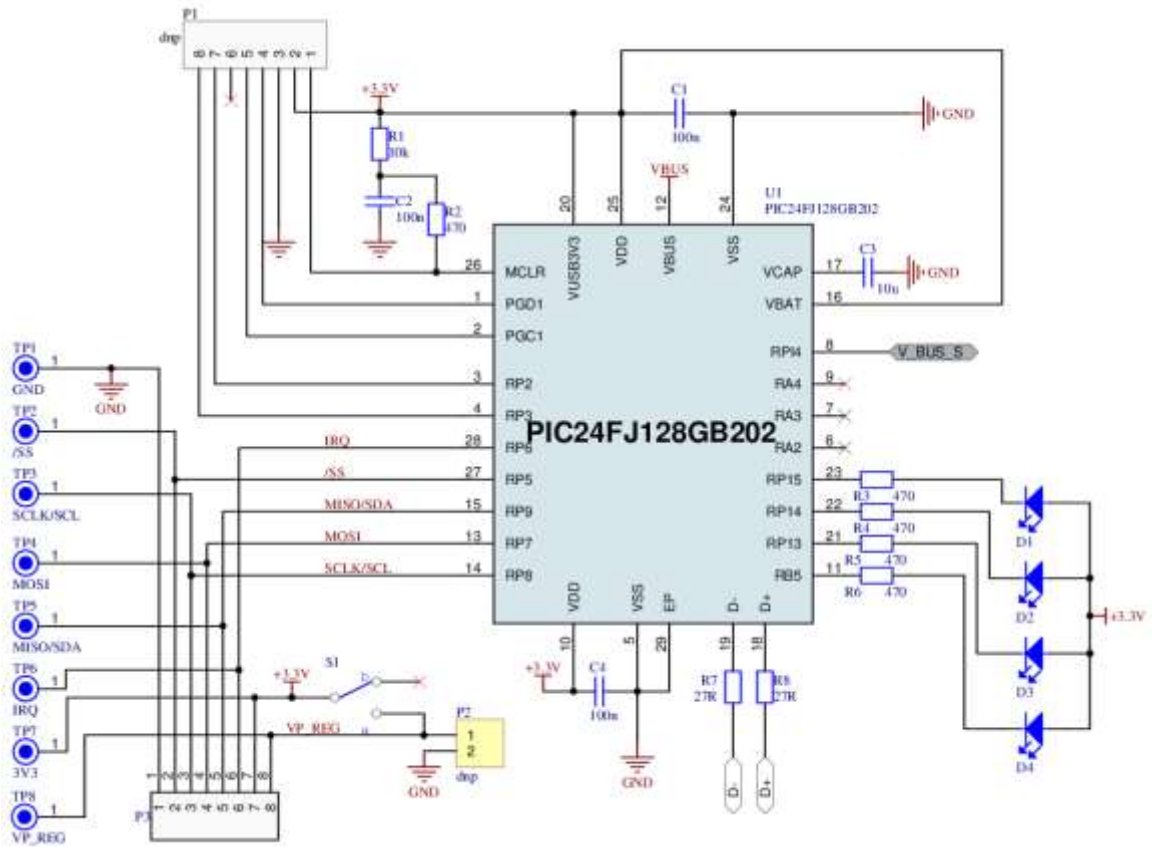 P1
dnp
8 7 6 5 4 3 2 1
+3.3V
R1
10k
C2
100n
R2
470
C1
100n
GND
VBUS
20
25
12
24
U1
PIC24FJ128GB202
VUSB3V3
VDD
VBUS
VSS
26 MCLR
1 PGD1
2 PGC1
3 RP2
4 RP3
IRQ 28 RP6
/SS 27 RP5
MISO/SDA 15 RP9
MOSI 13 RP7
SCLK/SCL 14 RP8
PIC24FJ128GB202
VCAP 17
C3
10u
GND
VBAT 16
RPI4 8 V_BUS_S
RA4 9
RA3 7
RA2 6
RP15 23
R3 470
RP14 22
R4 470
RP13 21
R5 470
RB5 11
R6 470
D1
D2
D3
D4
+3.3V
VDD
VSS
EP
D-
D+
10
5
29
19
18
+3.3V
C4
100n
GND
R7
27R
R8
27R
D-
D+
TP1
1
GND
GND
TP2
1
/SS
TP3
1
SCLK/SCL
TP4
1
MOSI
TP5
1
MISO/SDA
TP6
1
IRQ
TP7
1
3V3
TP8
1
VP_REG
+3.3V
S1
VP_REG
P2
1
2
dnp
GND
1 2 3 4 5 6 7 8
P3
1 2 3 4 5 6 7 8